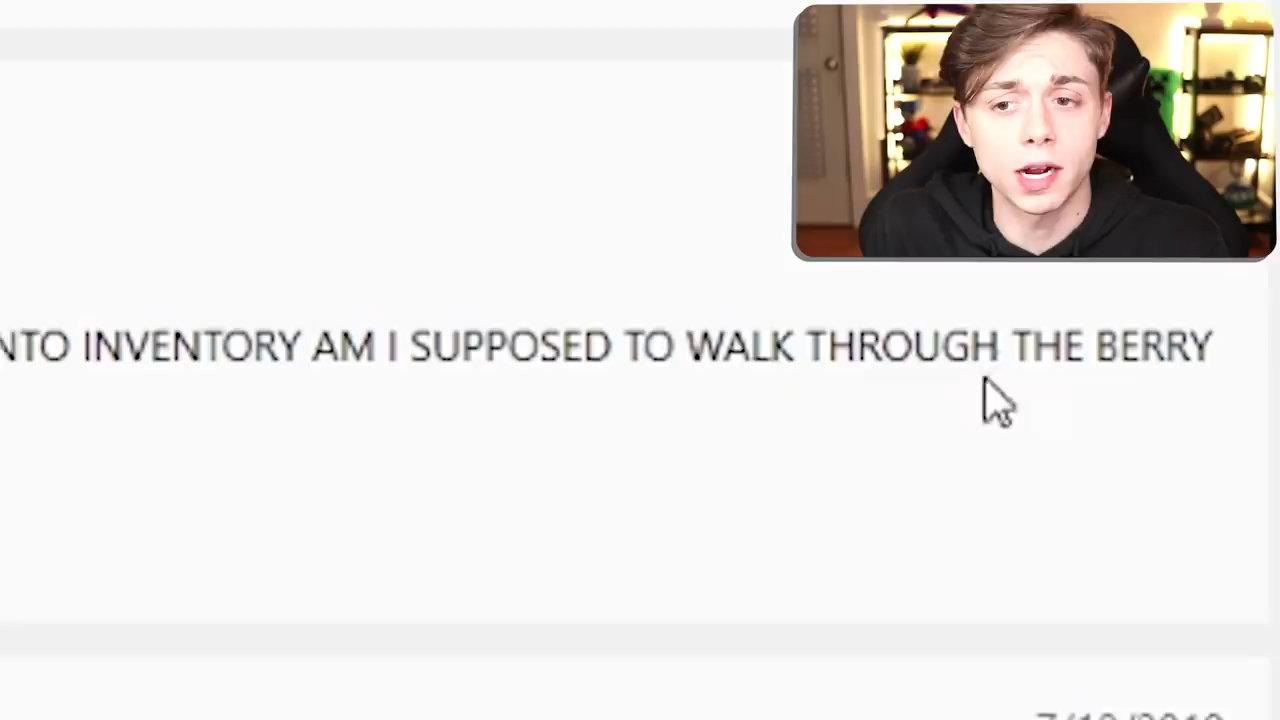 NTO INVENTORY AM I SUPPOSED TO WALK THROUGH THE BERRY